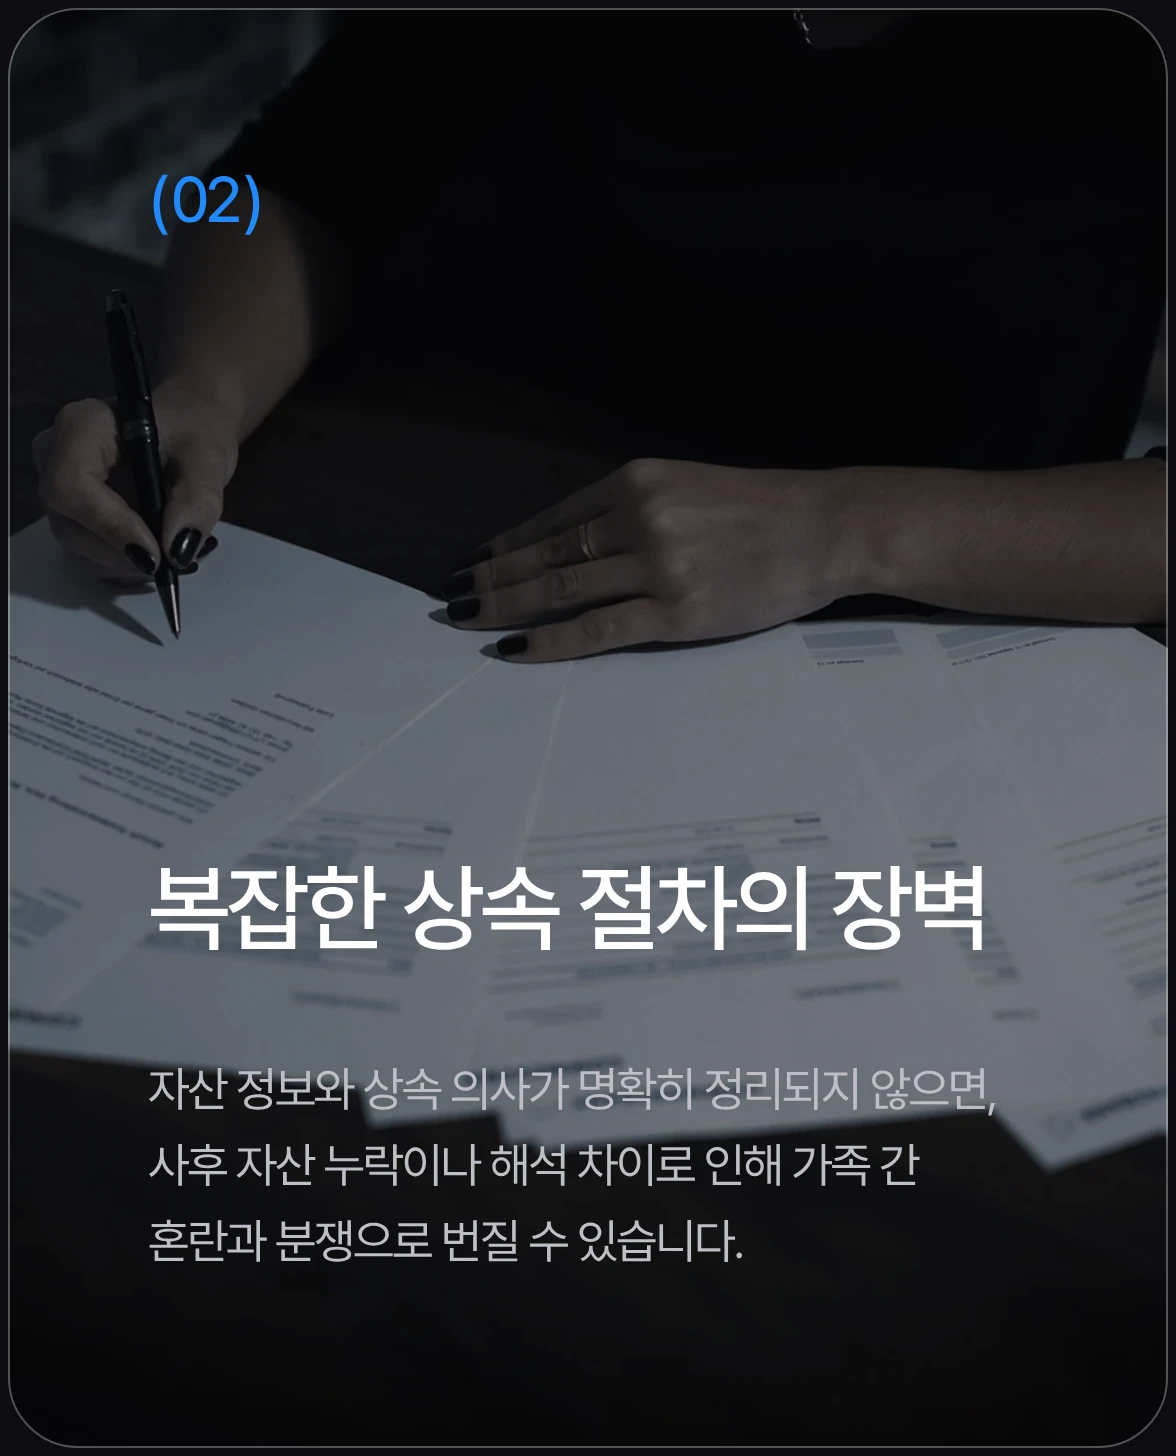 (02)
복잡한 상속 절차의 장벽
자산 정보와 상속 의사가 명확히 정리되지 않으면,
사후 자산 누락이나 해석 차이로 인해 가족 간
혼란과 분쟁으로 번질 수 있습니다.